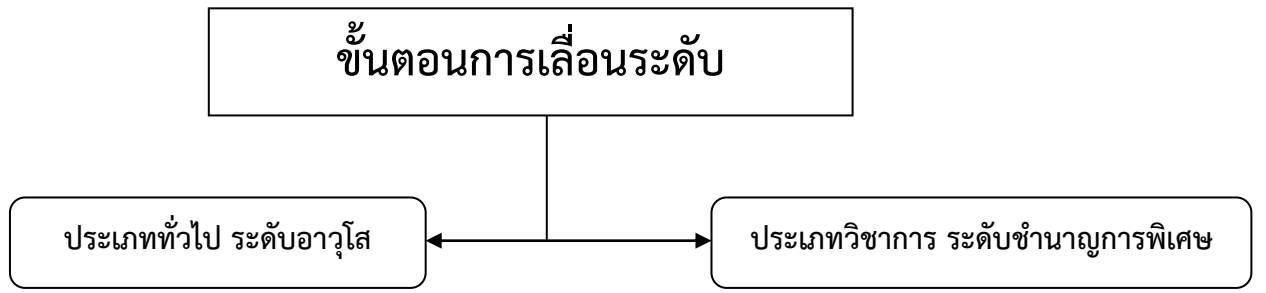 ขั้นตอนการเลื่อนระดับ
ประเภททั่วไป ระดับอาวุโส
ประเภทวิชาการ ระดับชำนาญการพิเศษ